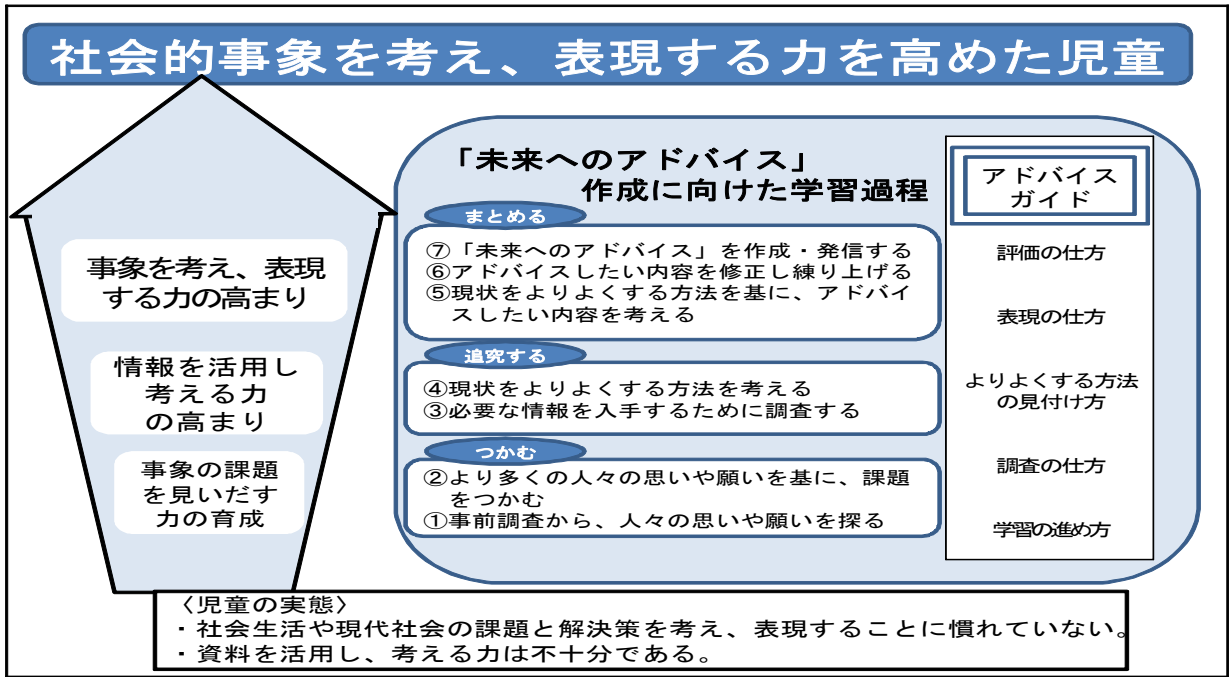 社会的事象を考え、表現する力を高めた児童
事象を考え、表現
する力の高まり
情報を活用し
考える力
の高まり
事象の課題
を見いだす
力の育成
「未来へのアドバイス」
作成に向けた学習過程
まとめる
⑦「未来へのアドバイス」を作成・発信する
⑥アドバイスしたい内容を修正し練り上げる
⑤現状をよりよくする方法を基に、アドバイ
スしたい内容を考える
追究する
④現状をよりよくする方法を考える
③必要な情報を入手するために調査する
つかむ
②より多くの人々の思いや願いを基に、課題
をつかむ
①事前調査から、人々の思いや願いを探る
アドバイス
ガイド
評価の仕方
表現の仕方
よりよくする方法
の見付け方
調査の仕方
学習の進め方
〈児童の実態〉
・社会生活や現代社会の課題と解決策を考え、表現することに慣れていない。
・資料を活用し、考える力は不十分である。